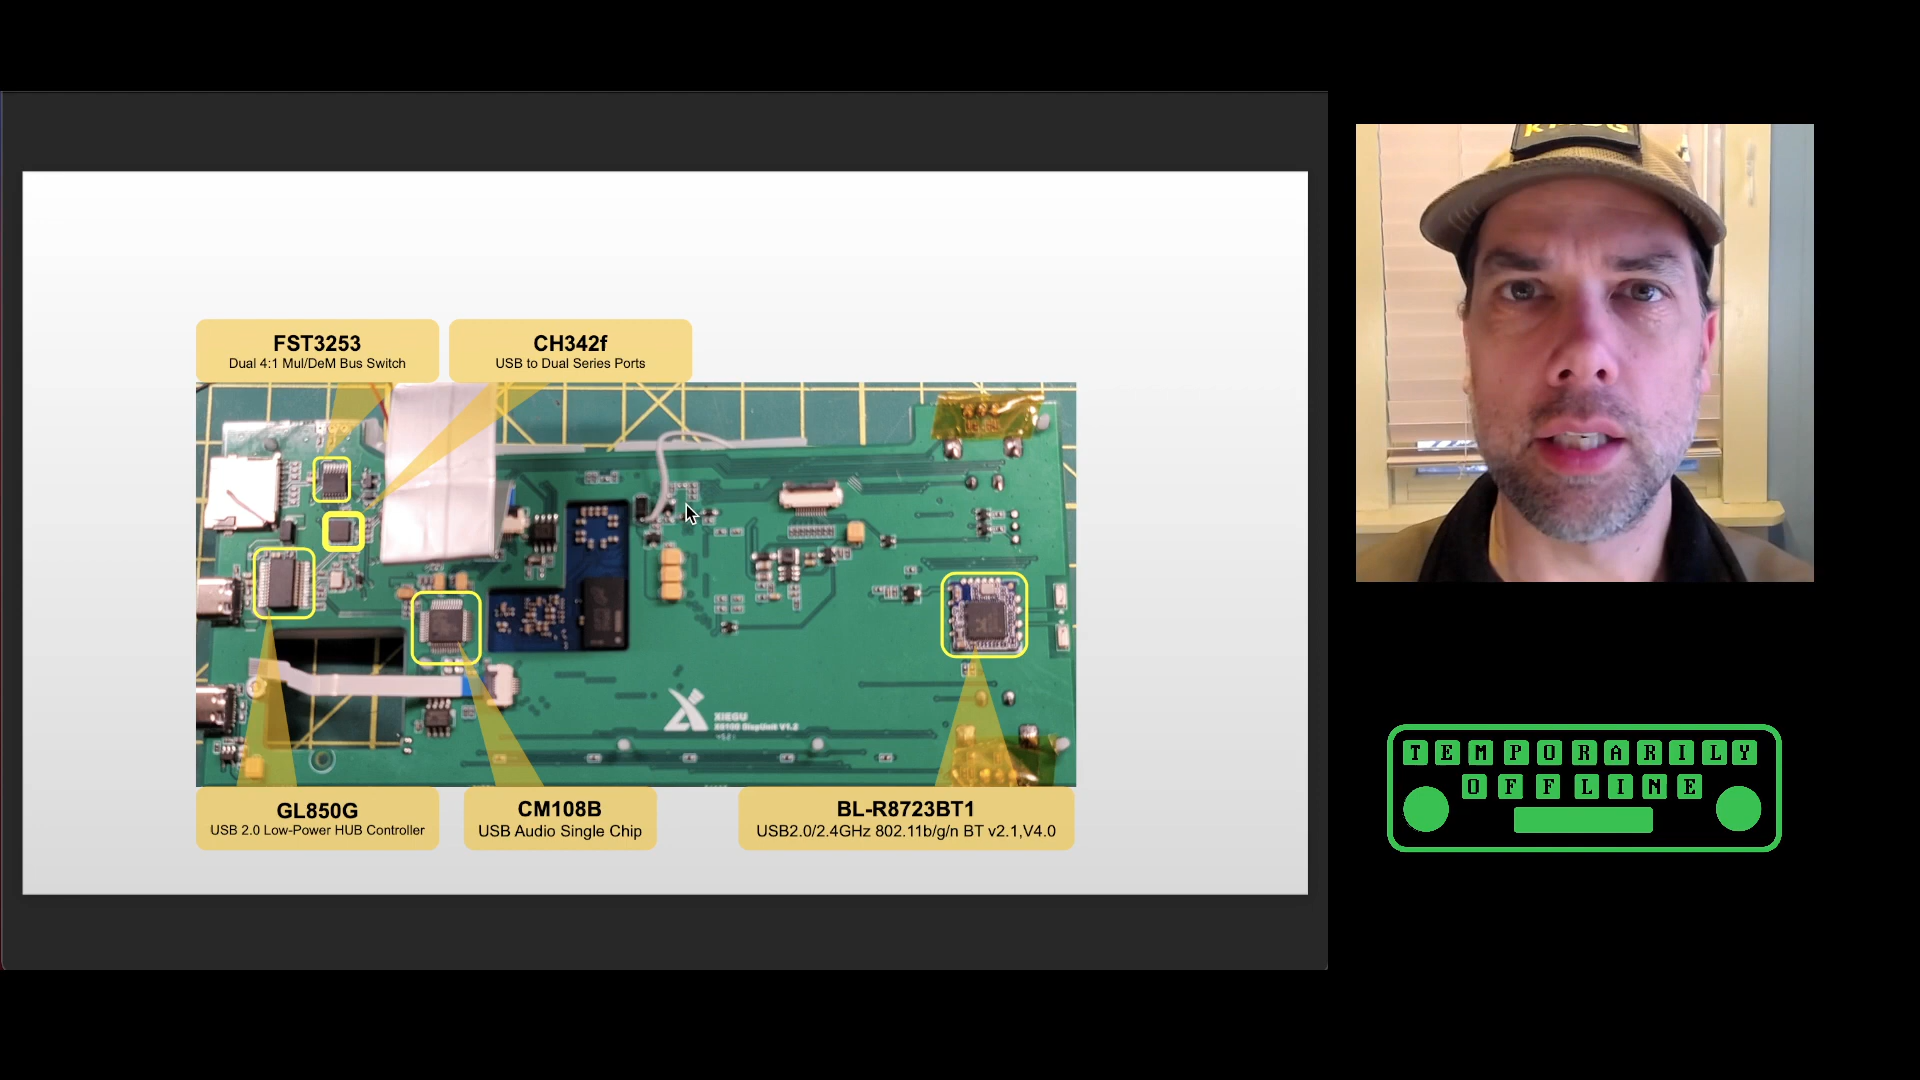 FST3253
Dual 4:1 Mul/DeM Bus Switch
CH342f
USB to Dual Series Ports
XIEGU
GL850G
USB 2.0 Low-Power HUB Controller
CM108B
USB Audio Single Chip
BL-R8723BT1
USB2.0/2.4GHz 802.11b/g/n BT v2.1,V4.0
TEMPORARILY
OFFLINE